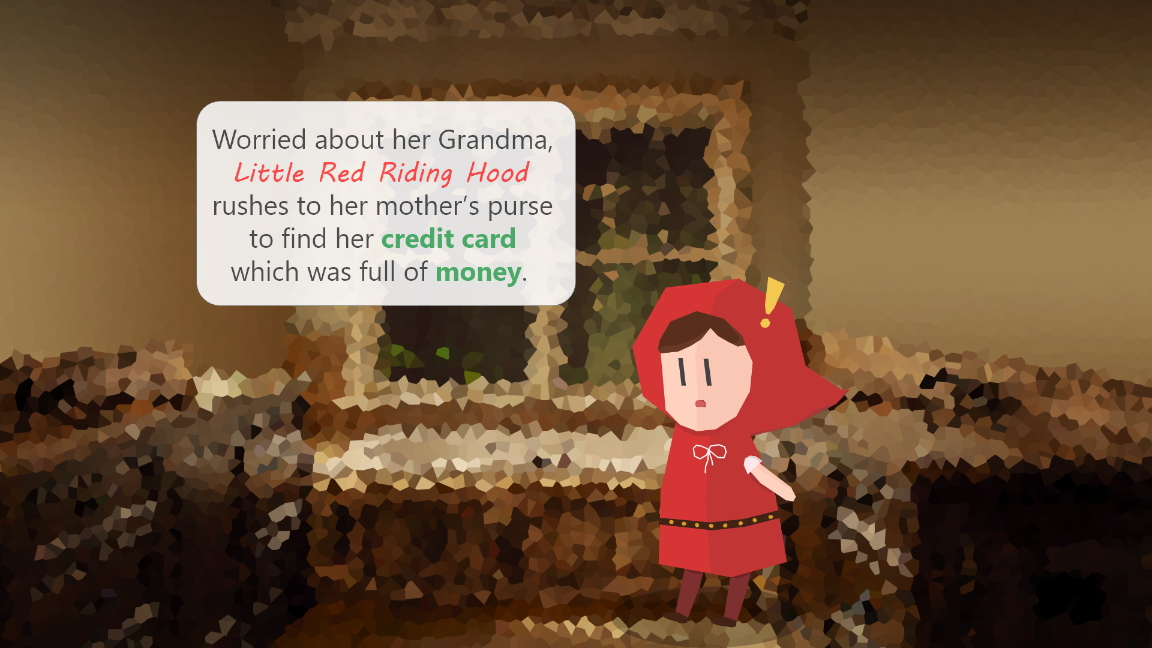 Worried about her Grandma,
Little Red Riding Hood
rushes to her mother’s purse
to find her credit card
which was full of money.